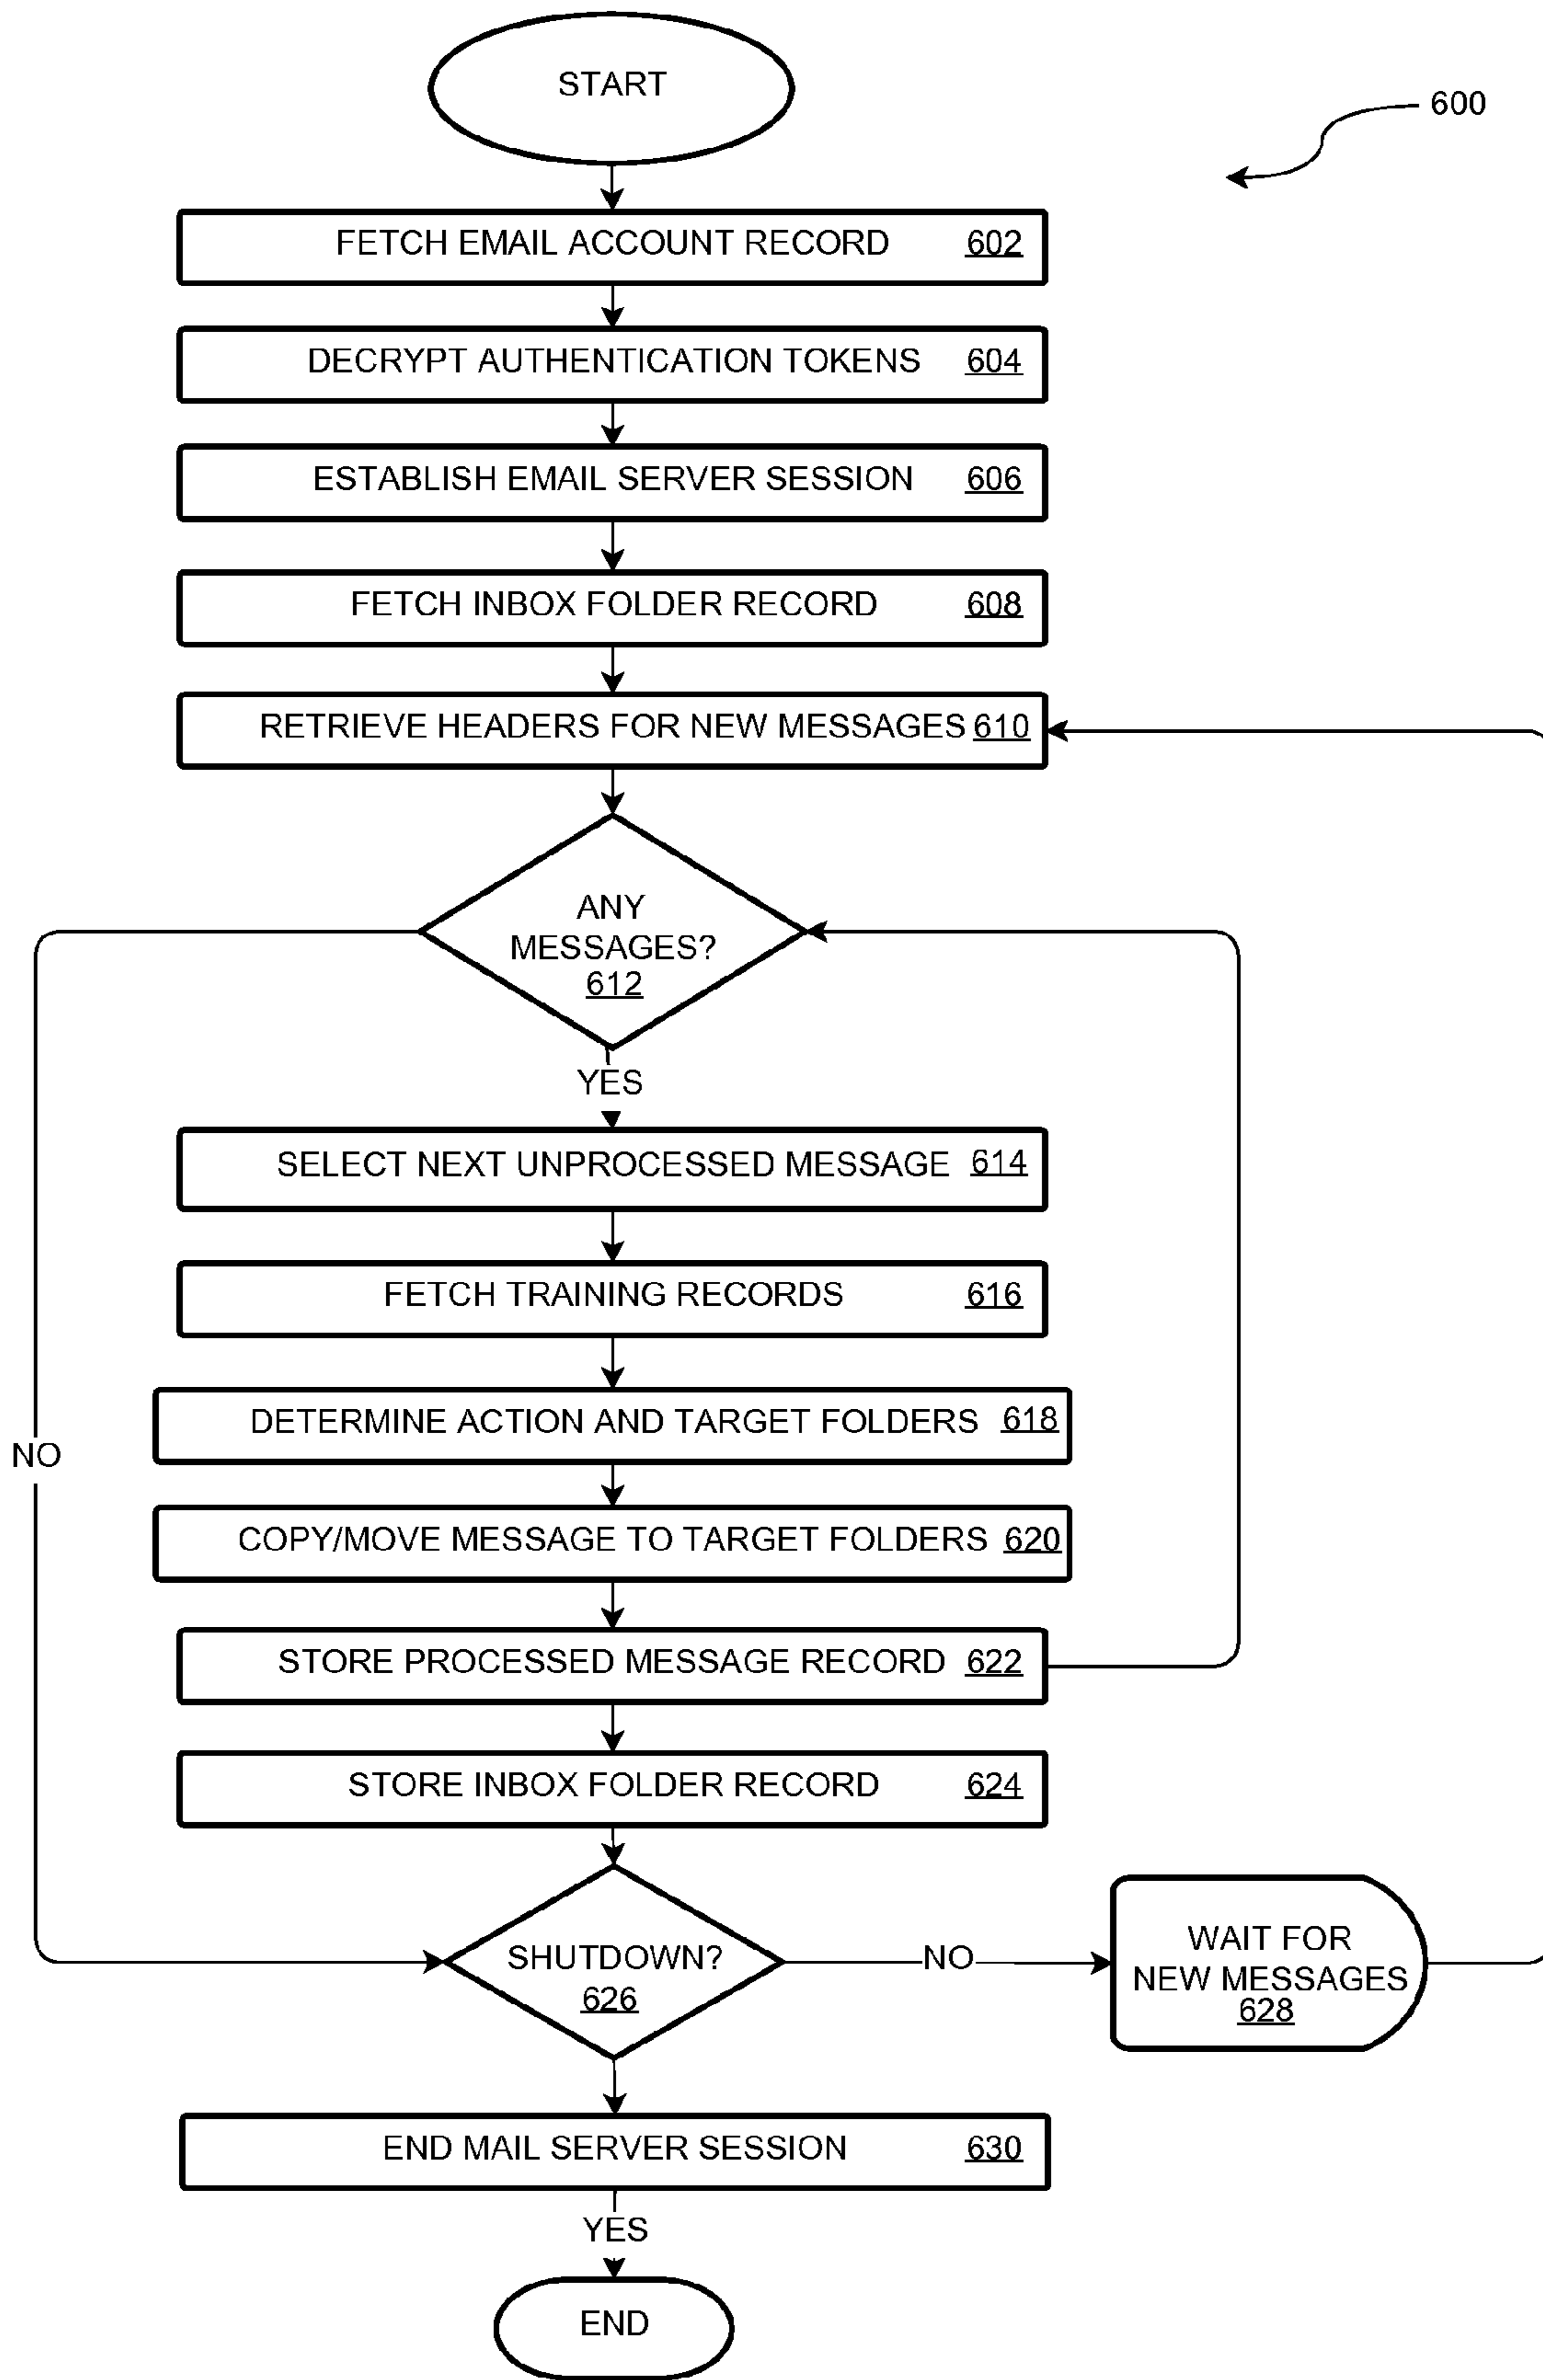 START
600
FETCH EMAIL ACCOUNT RECORD 602
DECRYPT AUTHENTICATION TOKENS 604
ESTABLISH EMAIL SERVER SESSION 606
FETCH INBOX FOLDER RECORD 608
RETRIEVE HEADERS FOR NEW MESSAGES 610
ANY
MESSAGES?
612
YES
SELECT NEXT UNPROCESSED MESSAGE 614
FETCH TRAINING RECORDS 616
DETERMINE ACTION AND TARGET FOLDERS 618
NO
COPY/MOVE MESSAGE TO TARGET FOLDERS 620
STORE PROCESSED MESSAGE RECORD 622
STORE INBOX FOLDER RECORD 624
SHUTDOWN?
626
NO
WAIT FOR
NEW MESSAGES
628
END MAIL SERVER SESSION 630
YES
END